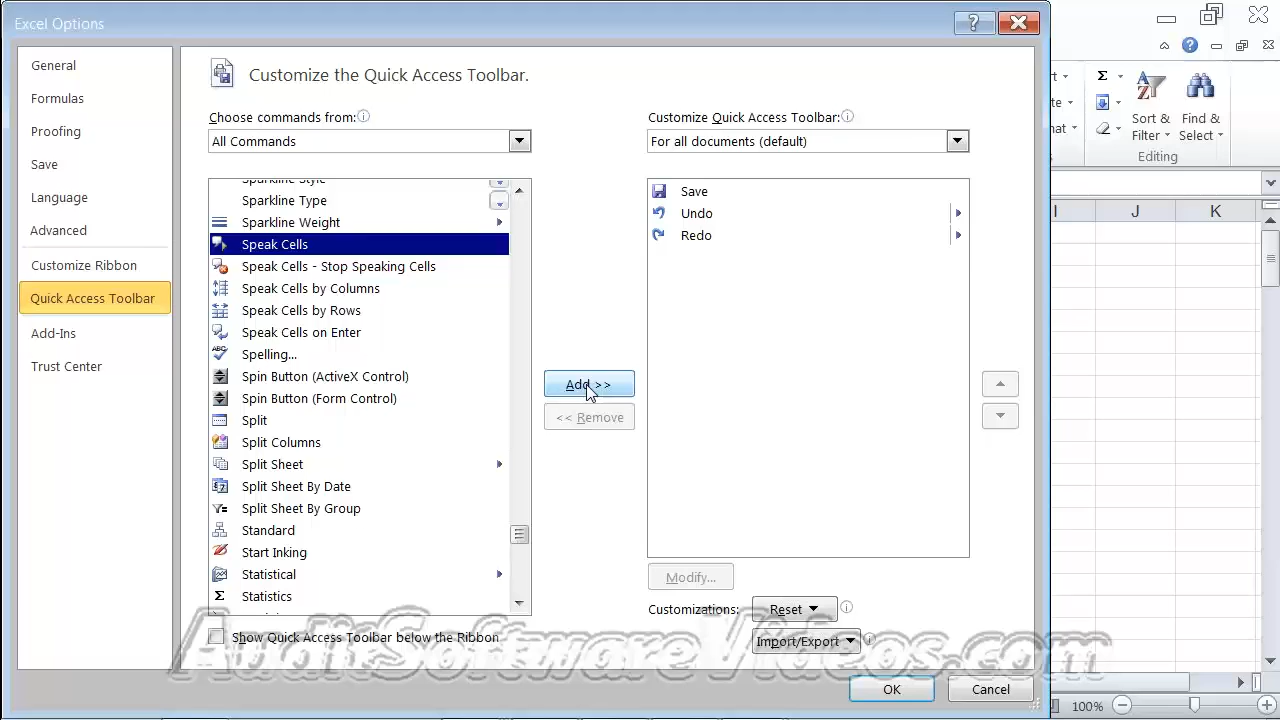 Excel Options
General
Formulas
Proofing
Save
Language
Advanced
Customize Ribbon
Quick Access Toolbar
Add-Ins
Trust Center
Customize the Quick Access Toolbar.
Choose commands from:
All Commands
Sparkline Style
Sparkline Type
Sparkline Weight
Speak Cells
Speak Cells - Stop Speaking Cells
Speak Cells by Columns
Speak Cells by Rows
Speak Cells on Enter
Spelling...
Spin Button (ActiveX Control)
Spin Button (Form Control)
Split
Split Columns
Split Sheet
Split Sheet By Date
Split Sheet By Group
Standard
Start Inking
Statistical
Statistics
Show Quick Access Toolbar below the Ribbon
Add >>
<< Remove
Customize Quick Access Toolbar:
For all documents (default)
Save
Undo
Redo
Modify...
Customizations:
Reset
Import/Export
OK
Cancel
AuditSoftwareVideos.com
Sort &
Filter
Find &
Select
Editing
I
J
K
100%